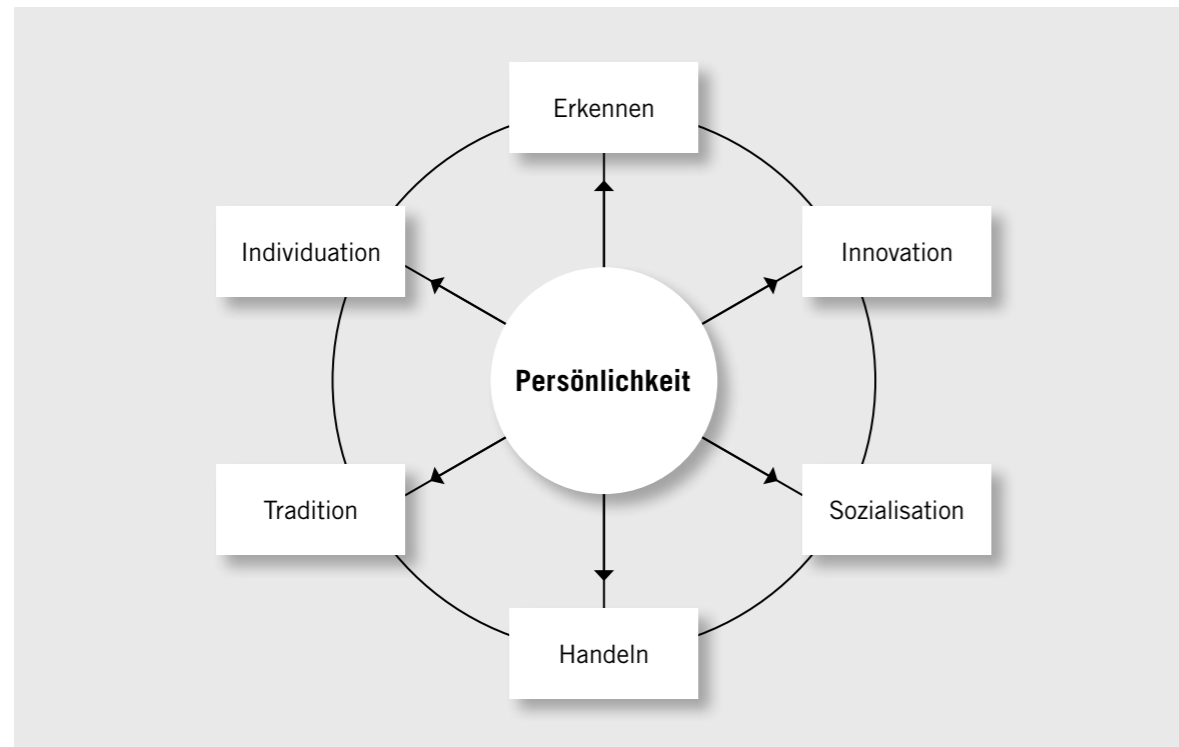 Erkennen
Individuation
Innovation
Persönlichkeit
Tradition
Sozialisation
Handeln